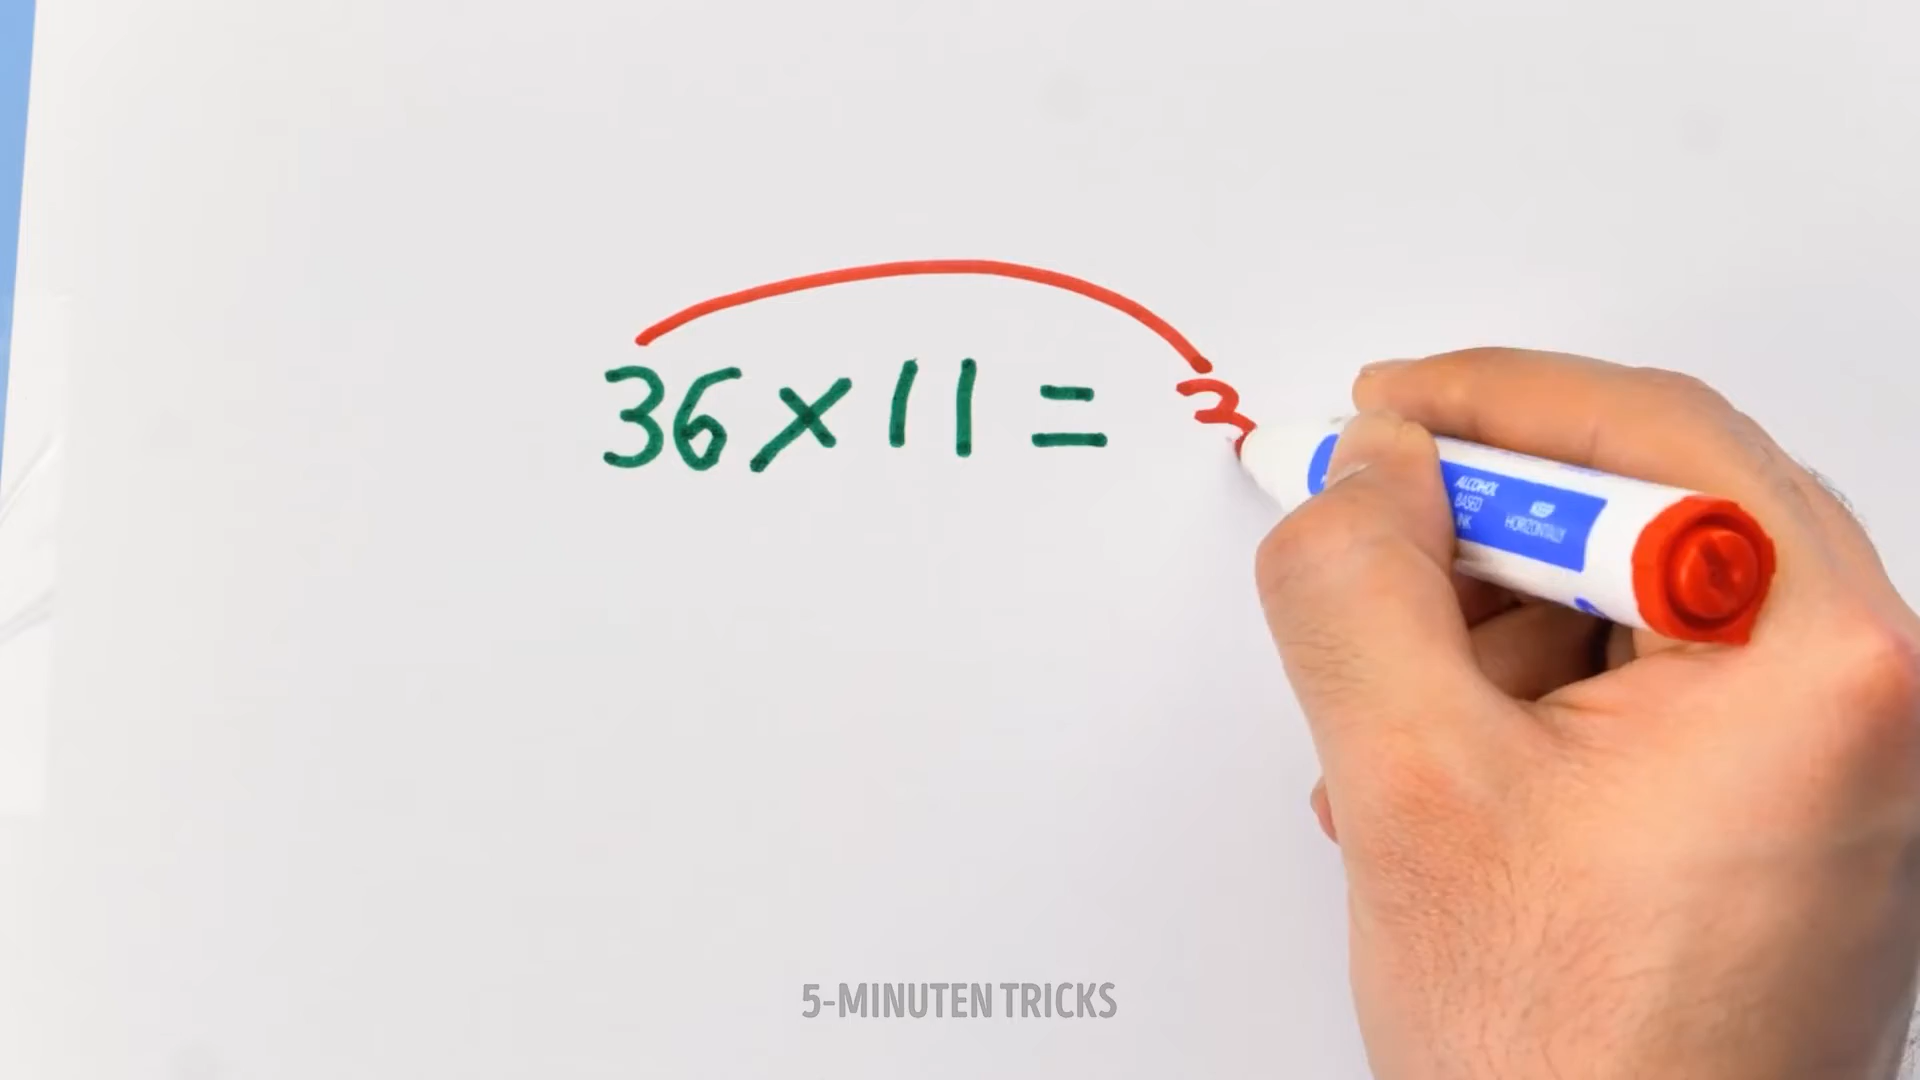 36 × 11 = 3
ALCOHOL
BASED
INK
KEEP
HORIZONTALLY
5-MINUTEN TRICKS